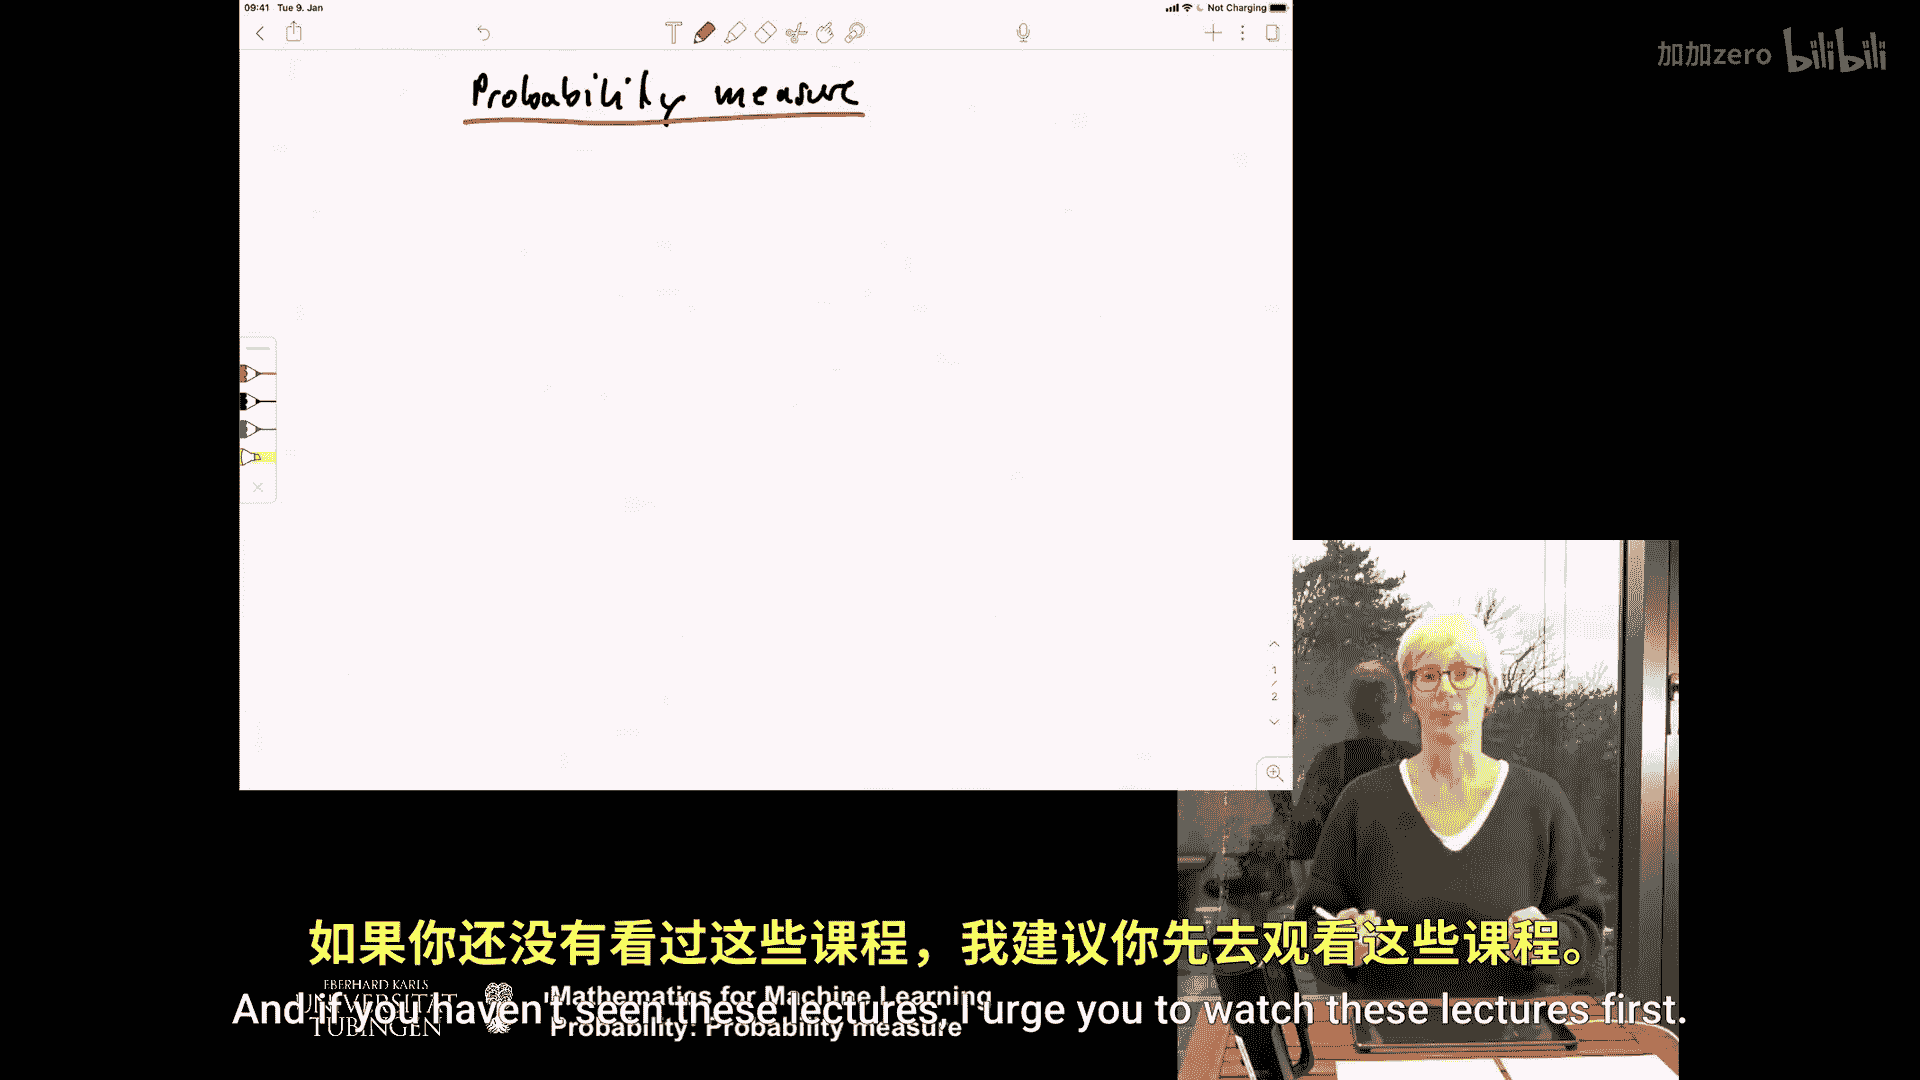 09:41 Tue 9. Jan
Not Charging
加加zero bilibili
Probability measure
1
2
如果你还没有看过这些课程，我建议你先去观看这些课程。
EBERHARD KARLS
UNIVERSITÄT
TÜBINGEN
Mathematics for Machine Learning
Probability: Probability measure
And if you haven't seen these lectures, I urge you to watch these lectures first.